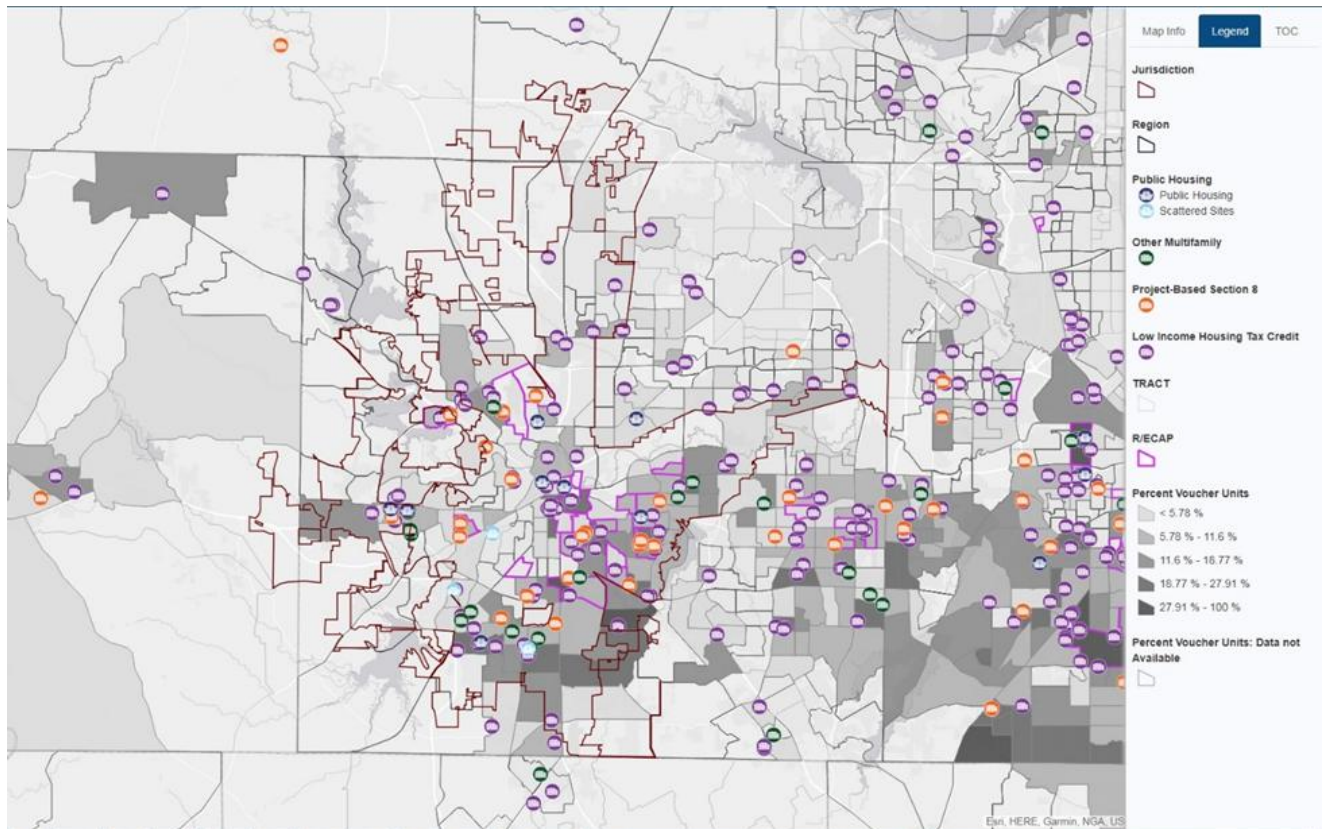 Map Info Legend TOC
Jurisdiction
Region
Public Housing
Public Housing
Scattered Sites
Other Multifamily
Project-Based Section 8
Low Income Housing Tax Credit
TRACT
R/ECAP
Percent Voucher Units
< 5.78 %
5.78 % - 11.6 %
11.6 % - 18.77 %
18.77 % - 27.91 %
27.91 % - 100 %
Percent Voucher Units: Data not
Available
Esri, HERE, Garmin, NGA, US